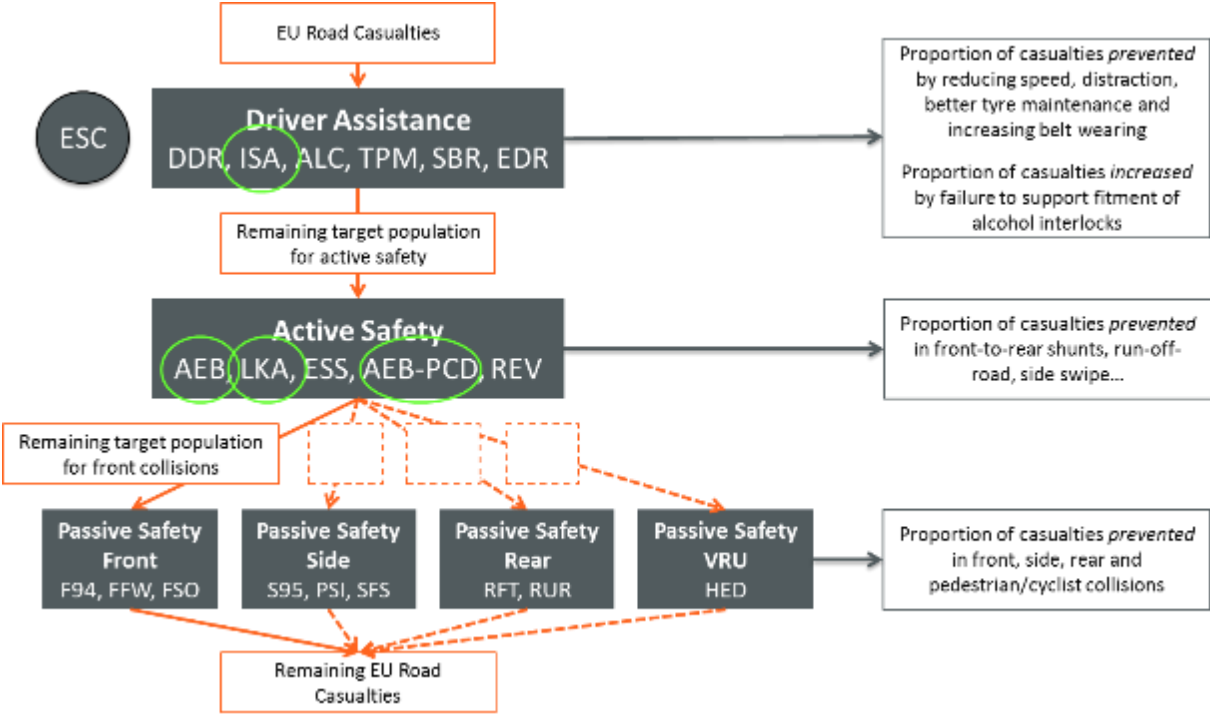 EU Road Casualties
ESC
Driver Assistance
DDR, ISA, ALC, TPM, SBR, EDR
Proportion of casualties prevented
by reducing speed, distraction,
better tyre maintenance and
increasing belt wearing
Proportion of casualties increased
by failure to support fitment of
alcohol interlocks
Remaining target population
for active safety
Active Safety
AEB, LKA, ESS, AEB-PCD, REV
Proportion of casualties prevented
in front-to-rear shunts, run-off-
road, side swipe...
Remaining target population
for front collisions
Passive Safety
Front
F94, FFW, FSO
Passive Safety
Side
S95, PSI, SFS
Passive Safety
Rear
RFT, RUR
Passive Safety
VRU
HED
Proportion of casualties prevented
in front, side, rear and
pedestrian/cyclist collisions
Remaining EU Road
Casualties